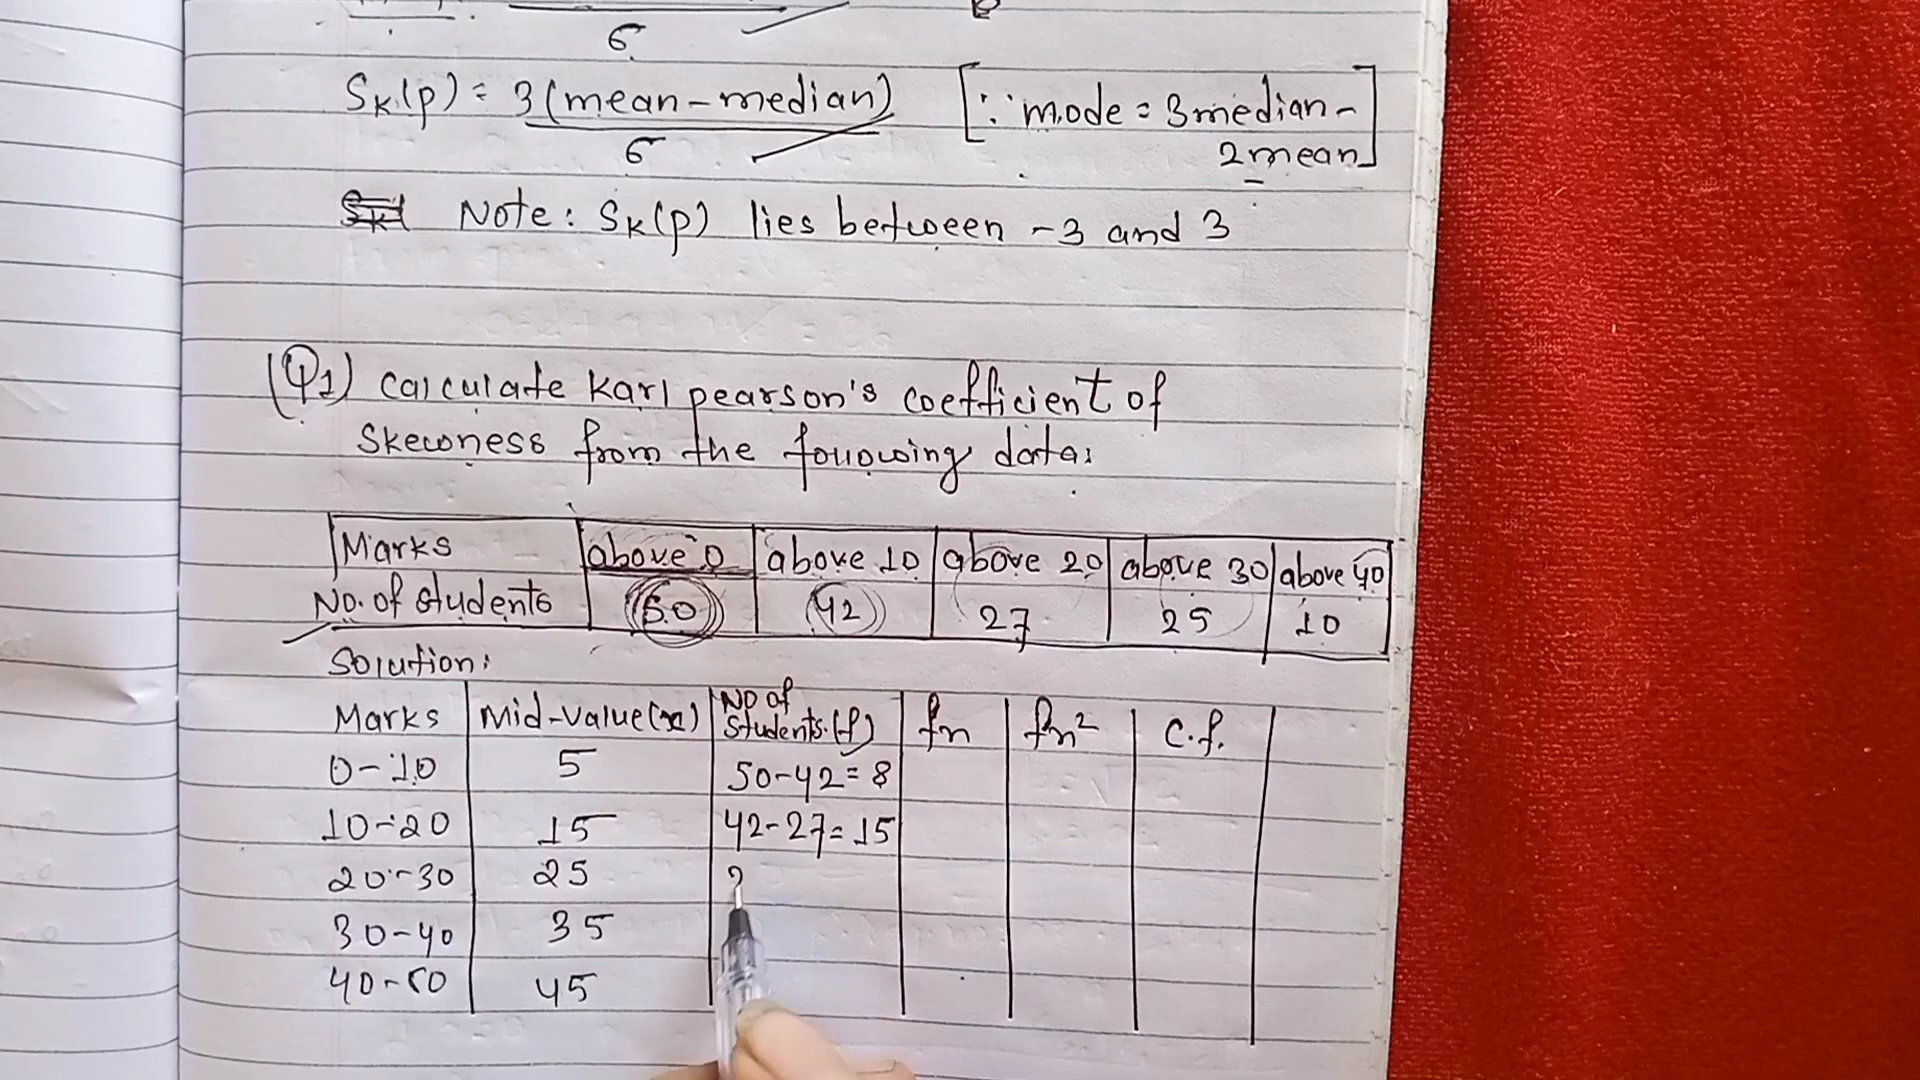 6
Sk(p) = 3(mean-median) [∵ mode = 3median-
6 2mean]
Note: Sk(p) lies between -3 and 3
(Q1) Calculate Karl pearson's coefficient of
Skewness from the following data:
Marks above 0 above 10 above 20 above 30 above 40
No. of students 50 42 27 25 10
Solution:
Marks Mid-value(x) No of Students (f) fx fx² c.f.
0-10 5 50-42=8
10-20 15 42-27=15
20-30 25 2
30-40 35
40-50 45